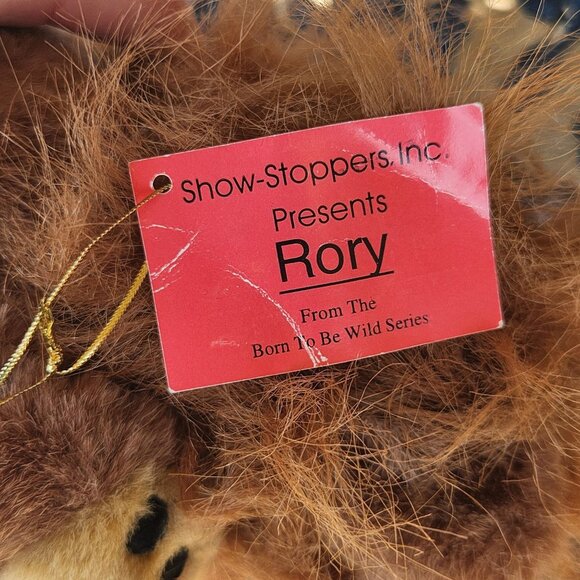 Show-Stoppers, Inc.
Presents
Rory
From The
Born To Be Wild Series